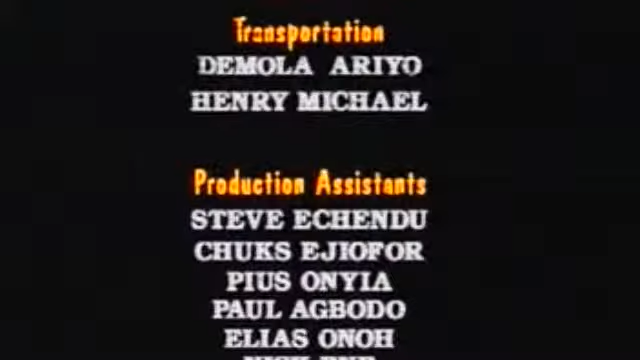 Transportation
DEMOLA ARIYO
HENRY MICHAEL
Production Assistants
STEVE ECHENDU
CHUKS EJIOFOR
PIUS ONYIA
PAUL AGBODO
ELIAS ONOH